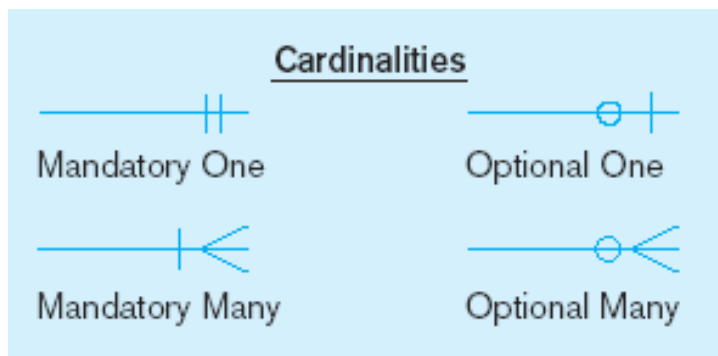 Cardinalities
Mandatory One
Optional One
Mandatory Many
Optional Many